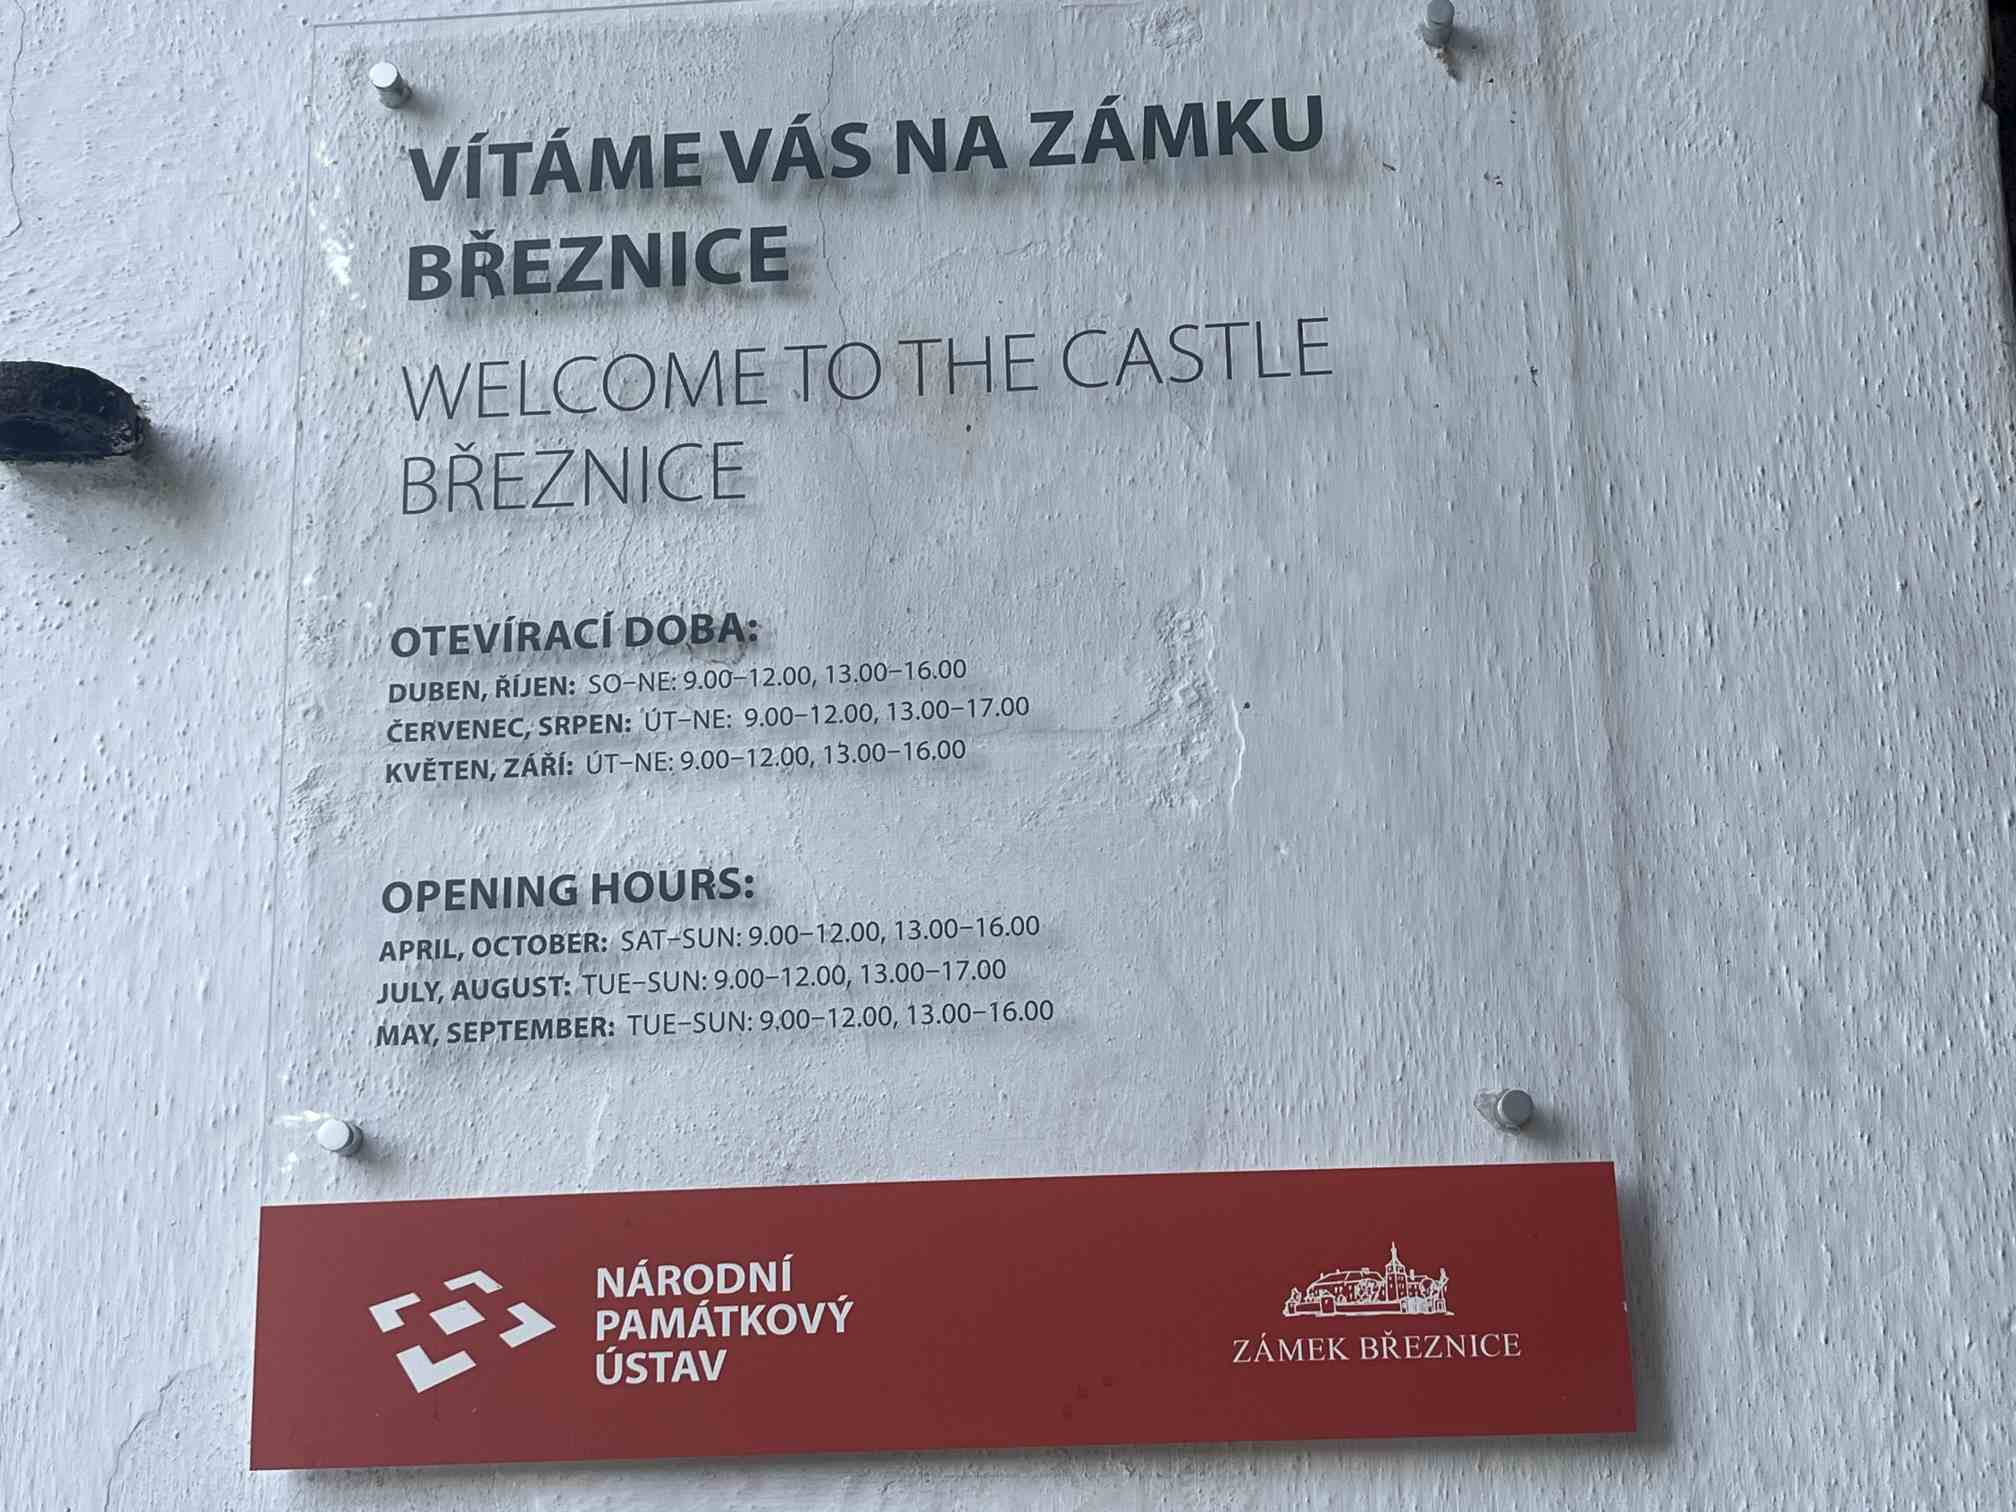 VÍTÁME VÁS NA ZÁMKU
BŘEZNICE
WELCOME TO THE CASTLE
BŘEZNICE
OTEVÍRACÍ DOBA:
DUBEN, ŘÍJEN: SO–NE: 9.00–12.00, 13.00–16.00
ČERVENEC, SRPEN: ÚT–NE: 9.00–12.00, 13.00–17.00
KVĚTEN, ZÁŘÍ: ÚT–NE: 9.00–12.00, 13.00–16.00
OPENING HOURS:
APRIL, OCTOBER: SAT–SUN: 9.00–12.00, 13.00–16.00
JULY, AUGUST: TUE–SUN: 9.00–12.00, 13.00–17.00
MAY, SEPTEMBER: TUE–SUN: 9.00–12.00, 13.00–16.00
NÁRODNÍ
PAMÁTKOVÝ
ÚSTAV
ZÁMEK BŘEZNICE